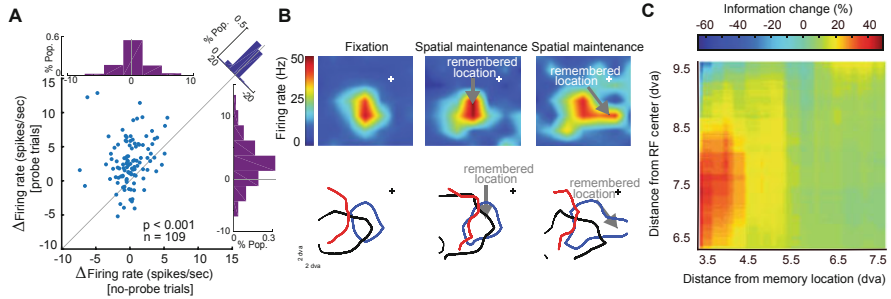 A
% Pop.
0.6
0
-10 0 10
% Pop.
0.5
0
20
0
-20
ΔFiring rate (spikes/sec)
[probe trials]
15
10
5
0
-5
-10
-10 -5 0 5 10 15
p < 0.001
n = 109
ΔFiring rate (spikes/sec)
[no-probe trials]
10
0
-10
0 0.3
% Pop.
B
Fixation Spatial maintenance Spatial maintenance
Firing rate (Hz)
50
25
0
remembered
location
remembered
location
remembered
location
remembered
location
2 dva
2 dva
C
Information change (%)
-60 -40 -20 0 20 40
Distance from RF center (dva)
9.5
8.5
7.5
6.5
3.5 4.5 5.5 6.5 7.5
Distance from memory location (dva)